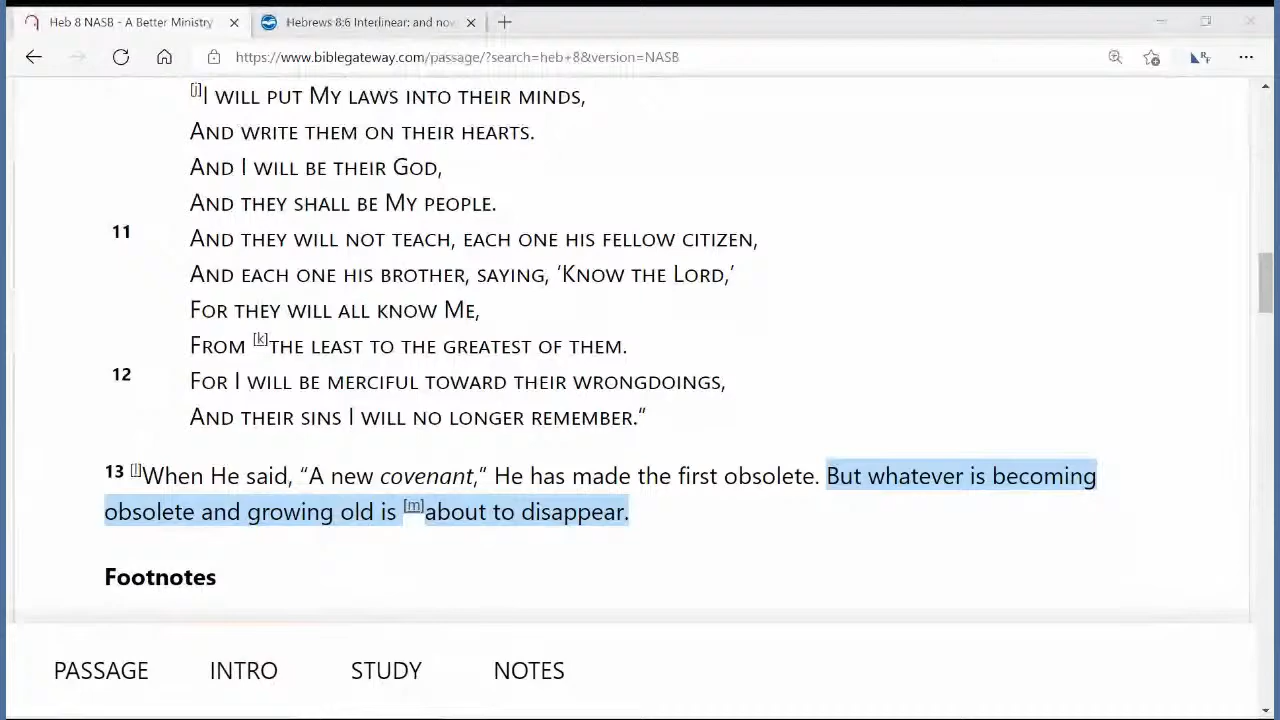 Heb 8 NASB - A Better Ministry
Hebrews 8:6 Interlinear: and nov
https://www.biblegateway.com/passage/?search=heb+8&version=NASB
[j]I WILL PUT MY LAWS INTO THEIR MINDS,
AND WRITE THEM ON THEIR HEARTS.
AND I WILL BE THEIR GOD,
AND THEY SHALL BE MY PEOPLE.
11 AND THEY WILL NOT TEACH, EACH ONE HIS FELLOW CITIZEN,
AND EACH ONE HIS BROTHER, SAYING, ‘KNOW THE LORD,’
FOR THEY WILL ALL KNOW ME,
FROM [k]THE LEAST TO THE GREATEST OF THEM.
12 FOR I WILL BE MERCIFUL TOWARD THEIR WRONGDOINGS,
AND THEIR SINS I WILL NO LONGER REMEMBER.”
13 [l]When He said, “A new covenant,” He has made the first obsolete. But whatever is becoming
obsolete and growing old is [m]about to disappear.
Footnotes
PASSAGE INTRO STUDY NOTES